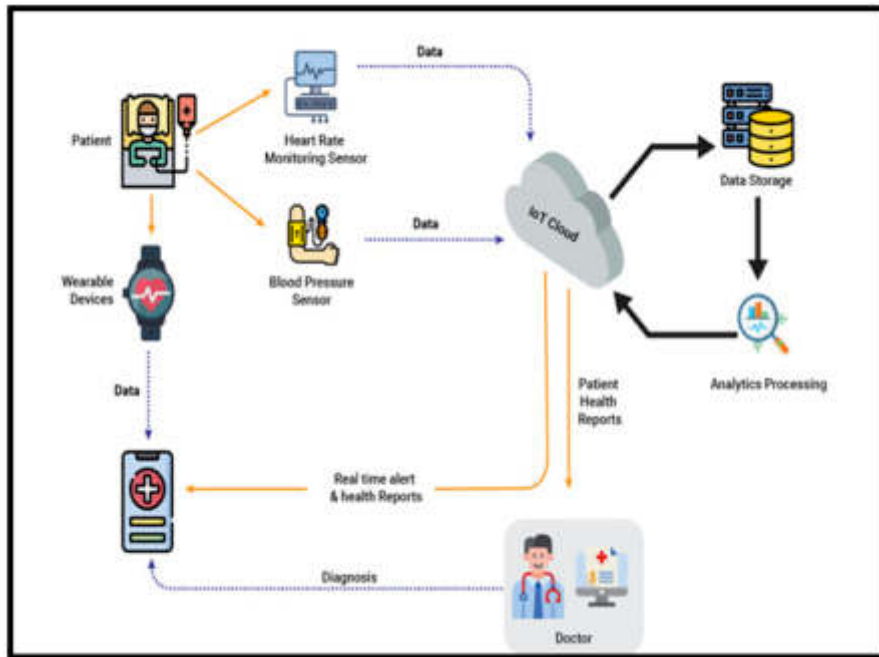 Data
Patient
Heart Rate
Monitoring Sensor
Data Storage
IoT Cloud
Data
Wearable
Devices
Blood Pressure
Sensor
Data
Patient
Health
Reports
Analytics Processing
Real time alert
& health Reports
Diagnosis
Doctor